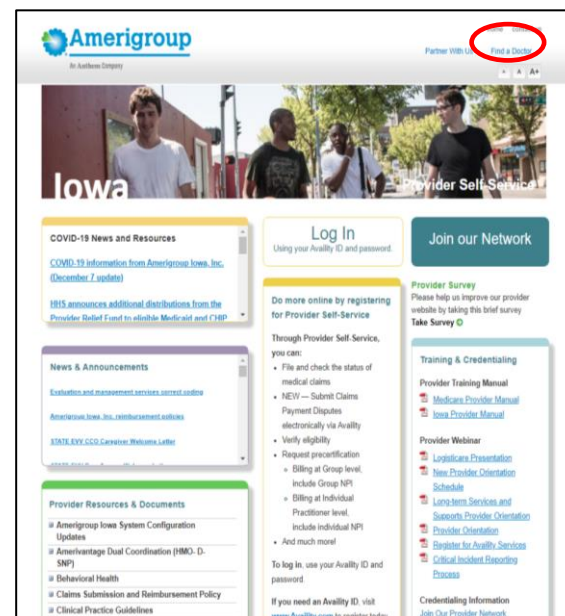 Amerigroup
An Anthem Company
Partner With Us
Find a Doctor
A A A+
Iowa
Provider Self-Service
COVID-19 News and Resources
COVID-19 information from Amerigroup Iowa, Inc.
(December 7 update)
HHS announces additional distributions from the
Provider Relief Fund to eligible Medicaid and CHIP
News & Announcements
Evaluation and management services correct coding
Amerigroup Iowa, Inc. reimbursement policies
STATE EVV CCO Caregiver Welcome Letter
Provider Resources & Documents
Amerigroup Iowa System Configuration
Updates
Amerivantage Dual Coordination (HMO- D-
SNP)
Behavioral Health
Claims Submission and Reimbursement Policy
Clinical Practice Guidelines
Log In
Using your Availity ID and password.
Do more online by registering
for Provider Self-Service
Through Provider Self-Service,
you can:
• File and check the status of
medical claims
• NEW — Submit Claims
Payment Disputes
electronically via Availity
• Verify eligibility
• Request precertification
Billing at Group level,
include Group NPI
Billing at Individual
Practitioner level,
include individual NPI
• And much more!
To log in, use your Availity ID and
password.
If you need an Availity ID, visit
www.Availity.com to register today
Join our Network
Provider Survey
Please help us improve our provider
website by taking this brief survey
Take Survey
Training & Credentialing
Provider Training Manual
Medicare Provider Manual
Iowa Provider Manual
Provider Webinar
Logisticare Presentation
New Provider Orientation
Schedule
Long-term Services and
Supports Provider Orientation
Provider Orientation
Register for Availity Services
Critical Incident Reporting
Process
Credentialing Information
Join Our Provider Network